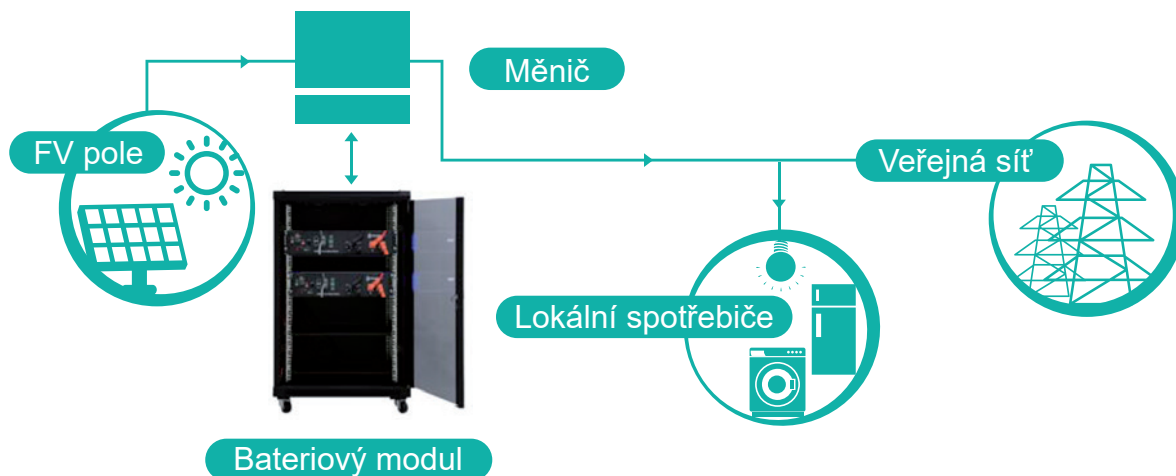 Měnič
FV pole
Veřejná síť
Lokální spotřebiče
Bateriový modul